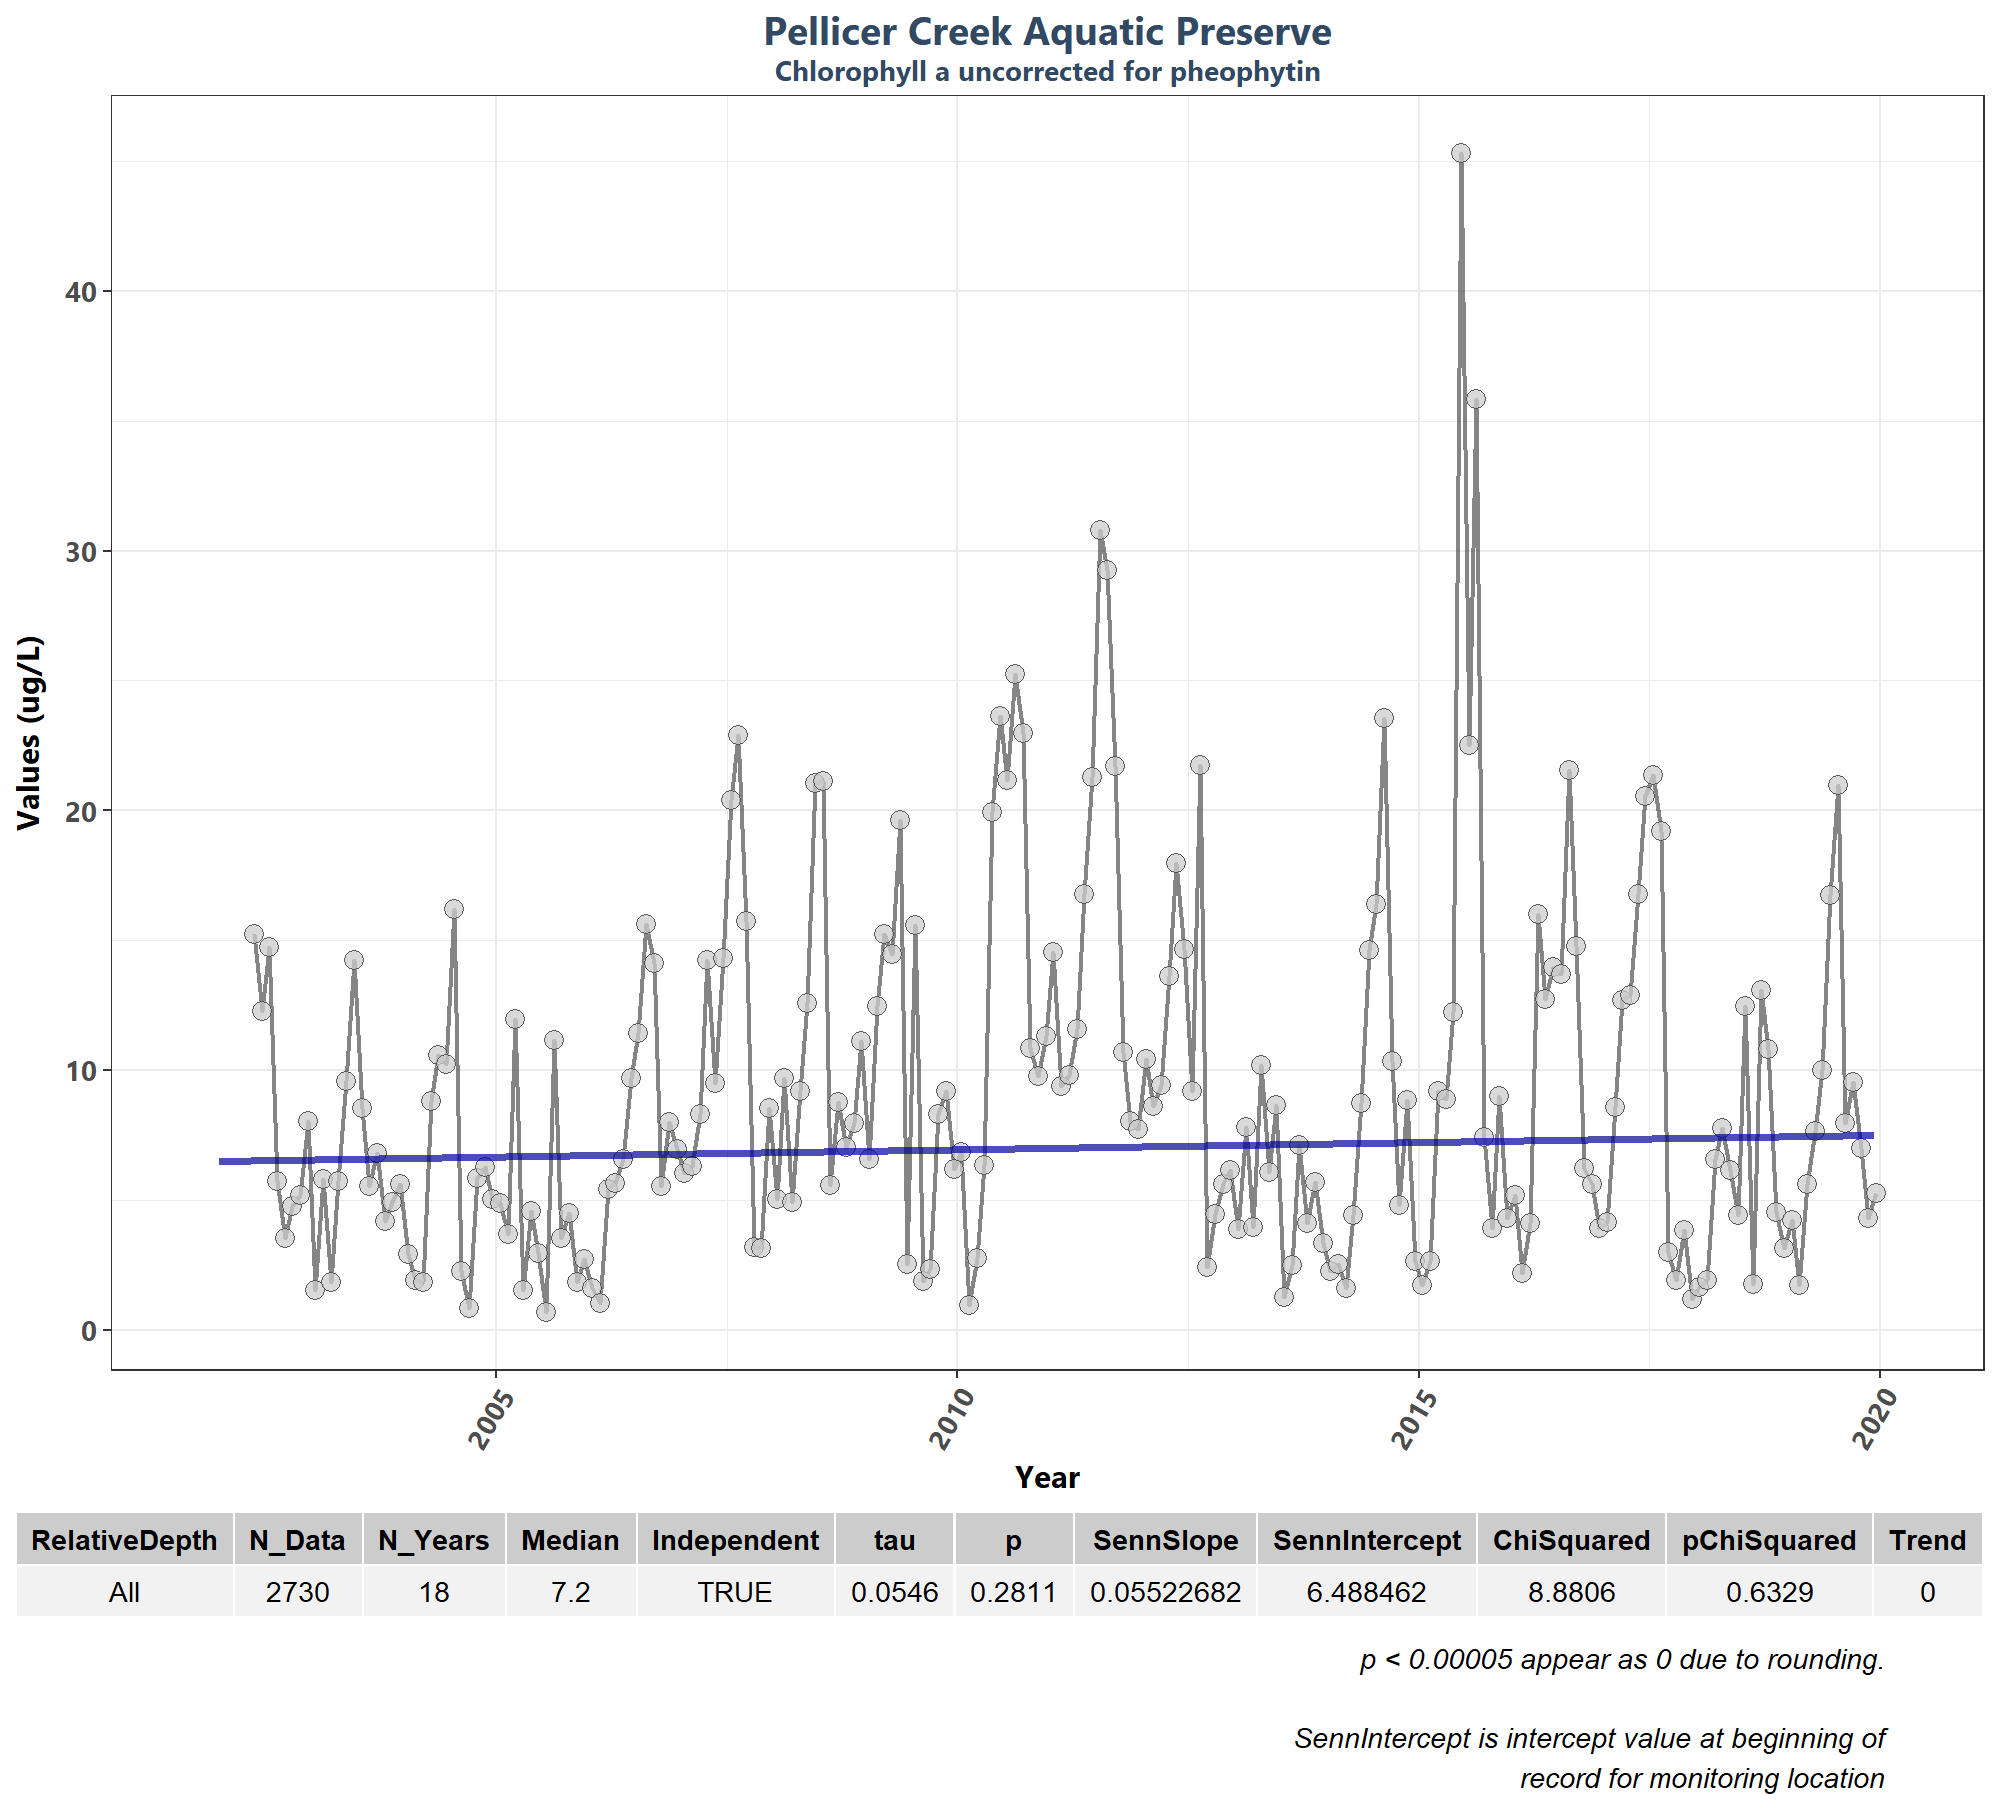 Pellicer Creek Aquatic Preserve
Chlorophyll a uncorrected for pheophytin
Values (ug/L)
40
30
20
10
0
2005 2010 2015 2020
Year
RelativeDepth N_Data N_Years Median Independent tau p SennSlope SennIntercept ChiSquared pChiSquared Trend
All 2730 18 7.2 TRUE 0.0546 0.2811 0.05522682 6.488462 8.8806 0.6329 0
p < 0.00005 appear as 0 due to rounding.
SennIntercept is intercept value at beginning of
record for monitoring location